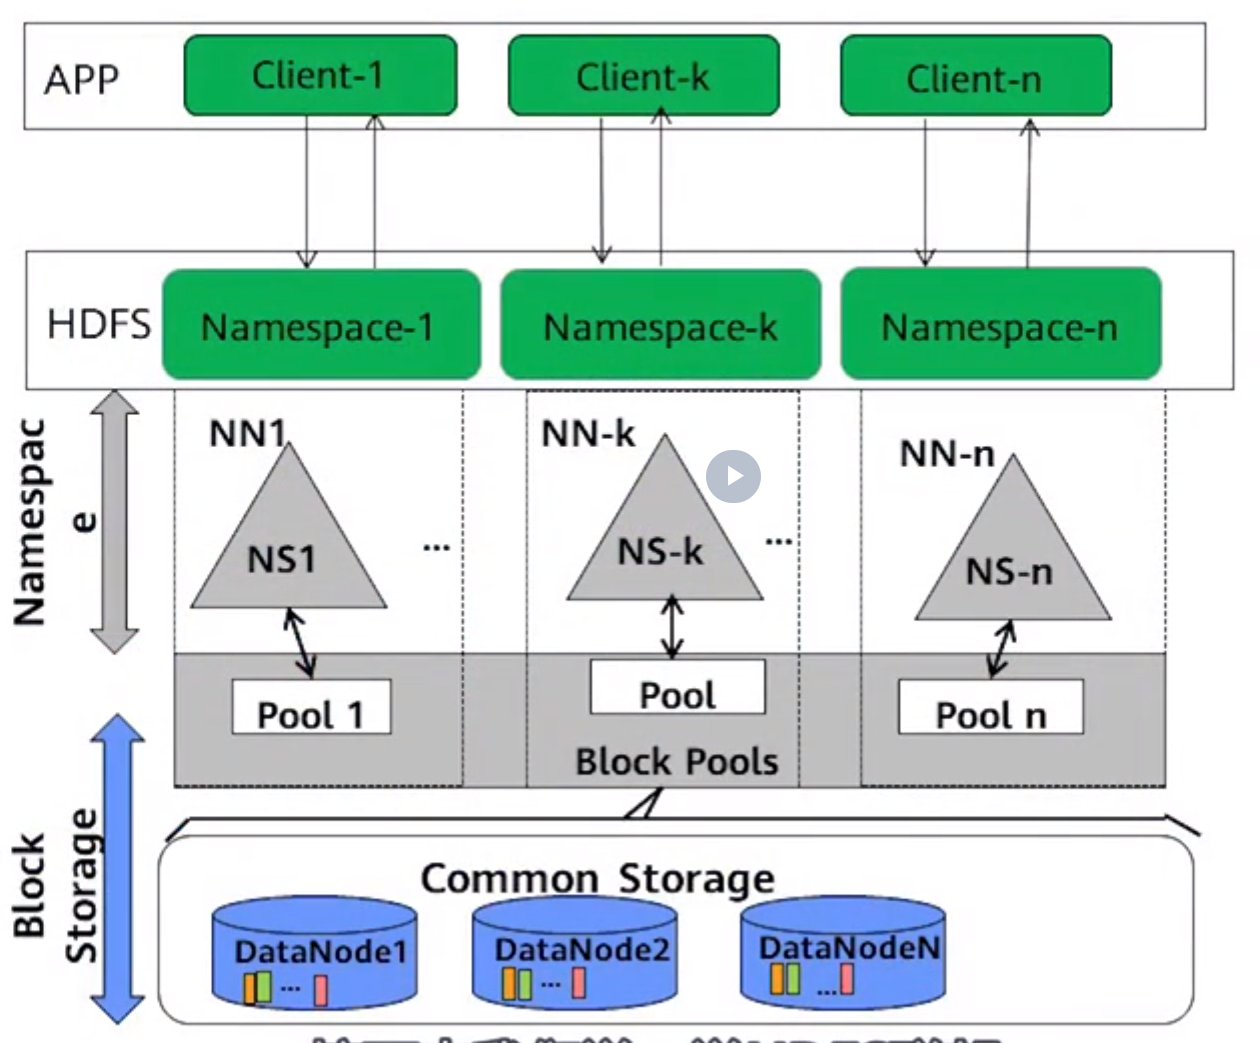 APP
Client-1
Client-k
Client-n
HDFS
Namespace-1
Namespace-k
Namespace-n
Namespac
e
NN1
NN-k
NN-n
NS1
...
NS-k
...
NS-n
Pool 1
Pool
Pool n
Block Pools
Block
Storage
Common Storage
DataNode1
DataNode2
DataNodeN
...
...
...